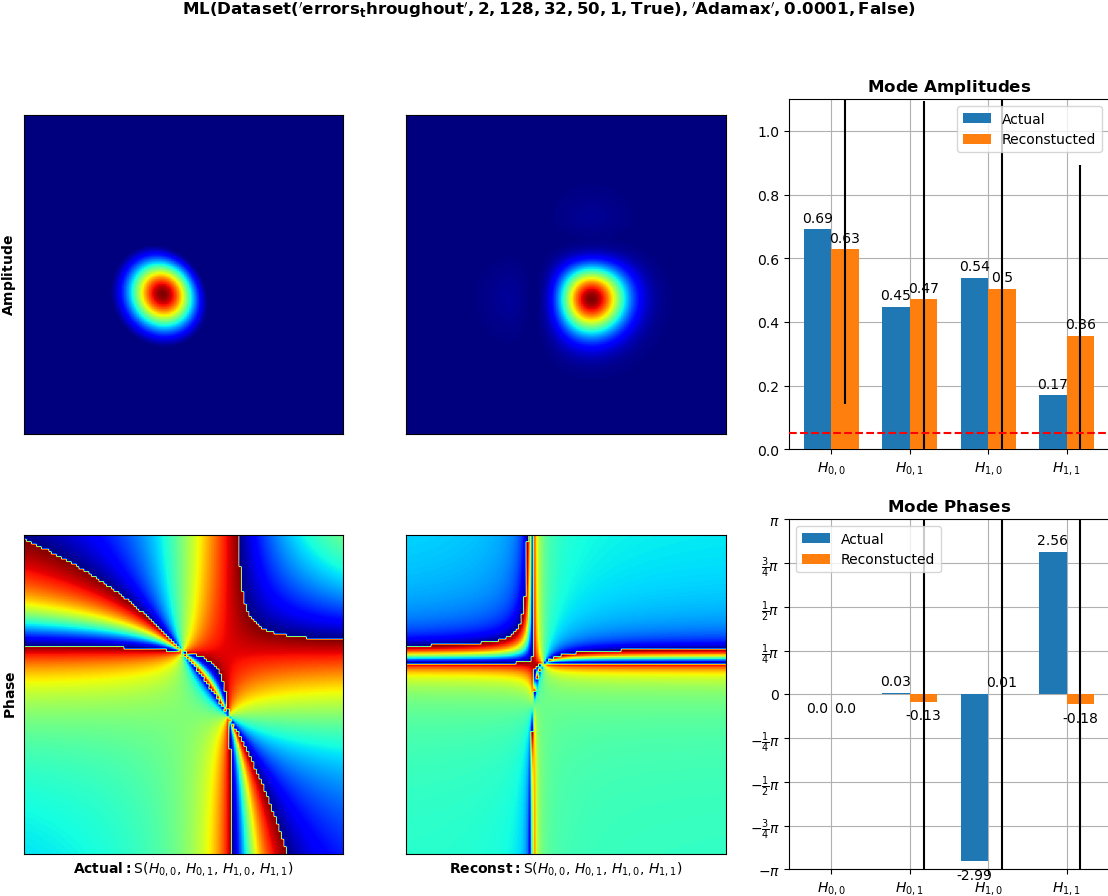 ML(Dataset('errors_throughout', 2, 128, 32, 50, 1, True), 'Adamax', 0.0001, False)
Amplitude
Mode Amplitudes
Actual
Reconstucted
1.0
0.8
0.6
0.4
0.2
0.0
0.69
0.63
0.45
0.47
0.54
0.5
0.17
0.36
H0,0
H0,1
H1,0
H1,1
Phase
Actual: S(H0,0, H0,1, H1,0, H1,1)
Reconst: S(H0,0, H0,1, H1,0, H1,1)
Mode Phases
Actual
Reconstucted
π
3/4π
1/2π
1/4π
0
−1/4π
−1/2π
−3/4π
−π
0.0
0.0
0.03
-0.13
-2.99
0.01
2.56
-0.18
H0,0
H0,1
H1,0
H1,1